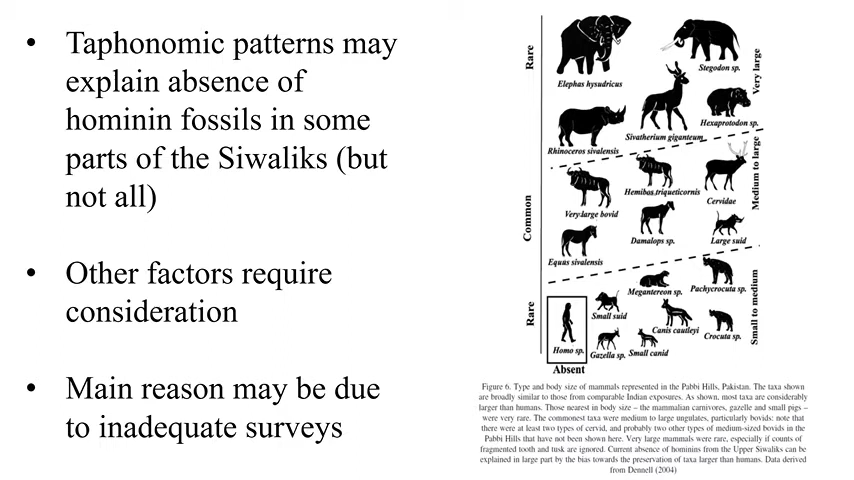 • Taphonomic patterns may
explain absence of
hominin fossils in some
parts of the Siwaliks (but
not all)
• Other factors require
consideration
• Main reason may be due
to inadequate surveys
Rare
Elephas hysudricus
Stegodon sp.
Very large
Rhinoceros sivalensis
Sivatherium giganteum
Hexaprotodon sp.
Common
Very large bovid
Hemibos triqueticornis
Cervidae
Medium to large
Equus sivalensis
Damalops sp.
Large suid
Rare
Megantereon sp.
Pachycrocuta sp.
Small to medium
Small suid
Canis cautleyi
Crocuta sp.
Homo sp.
Gazella sp.
Small canid
Absent
Figure 6. Type and body size of mammals represented in the Pabbi Hills, Pakistan. The taxa shown
are broadly similar to those from comparable Indian exposures. As shown, most taxa are considerably
larger than humans. Those nearest in body size – the mammalian carnivores, gazelle and small pigs –
were very rare. The commonest taxa were medium to large ungulates, particularly bovids: note that
there were at least two types of cervid, and probably two other types of medium-sized bovids in the
Pabbi Hills that have not been shown here. Very large mammals were rare, especially if counts of
fragmented tooth and tusk are ignored. Current absence of hominins from the Upper Siwaliks can be
explained in large part by the bias towards the preservation of taxa larger than humans. Data derived
from Dennell (2004)